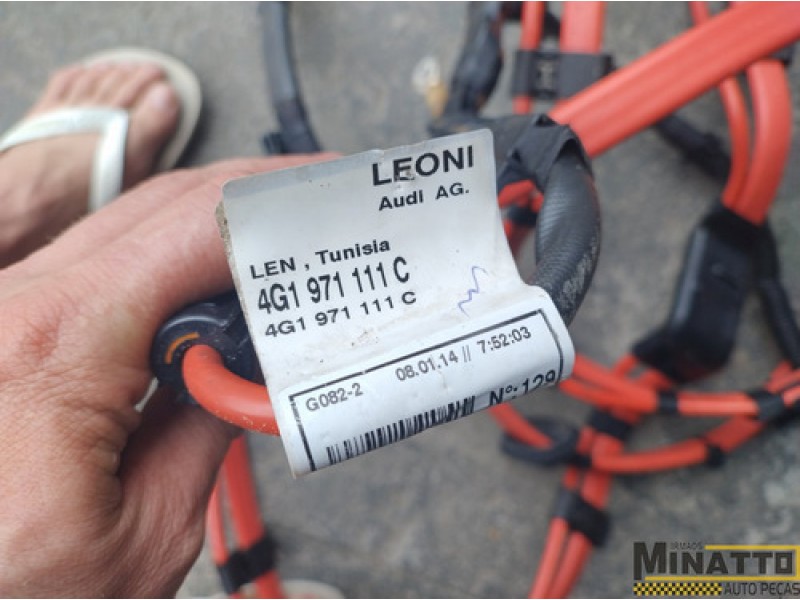 LEONI
Audi AG.
LEN , Tunisia
4G1 971 111 C
4G1 971 111 C
G082-2 08.01.14 // 7:52:03
Nº: 129
IRMÃOS
MINATTO
AUTO PEÇAS